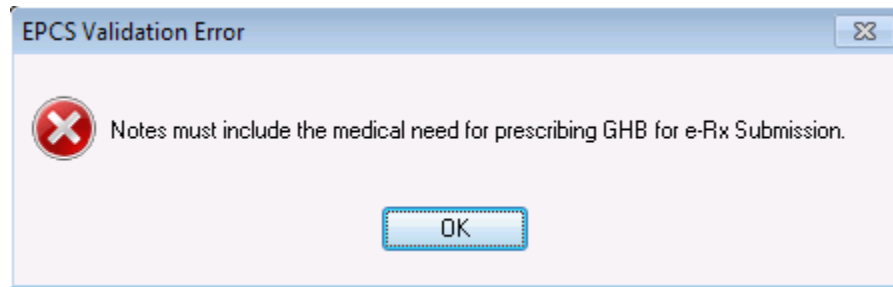 EPCS Validation Error
Notes must include the medical need for prescribing GHB for e-Rx Submission.
OK